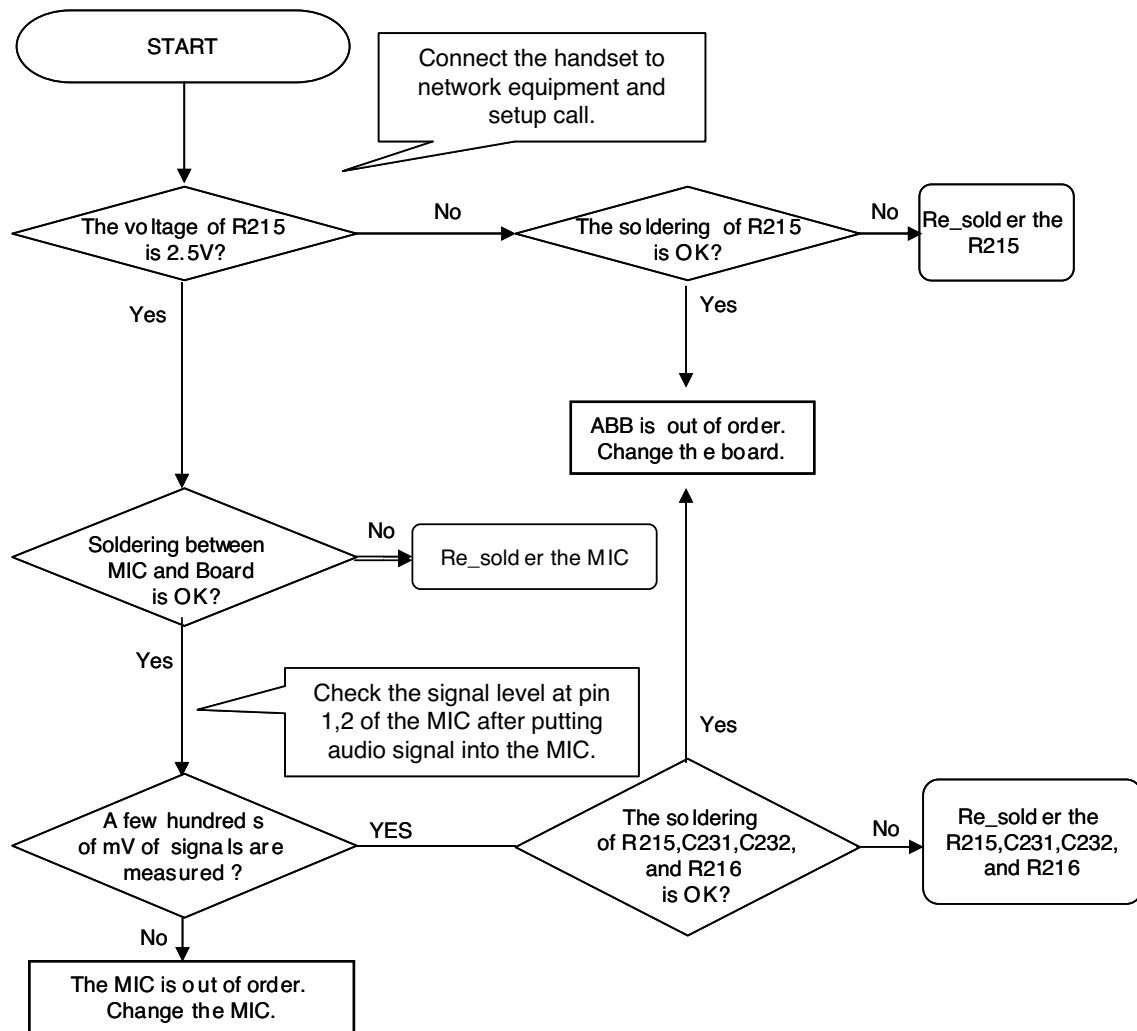 START
Connect the handset to
network equipment and
setup call.
The voltage of R215
is 2.5V?
No
The soldering of R215
is OK?
No
Re_solder the
R215
Yes
Yes
ABB is out of order.
Change the board.
Soldering between
MIC and Board
is OK?
No
Re_solder the MIC
Yes
Check the signal level at pin
1,2 of the MIC after putting
audio signal into the MIC.
Yes
A few hundreds
of mV of signals are
measured ?
YES
The soldering
of R215,C231,C232,
and R216
is OK?
No
Re_solder the
R215,C231,C232,
and R216
No
The MIC is out of order.
Change the MIC.